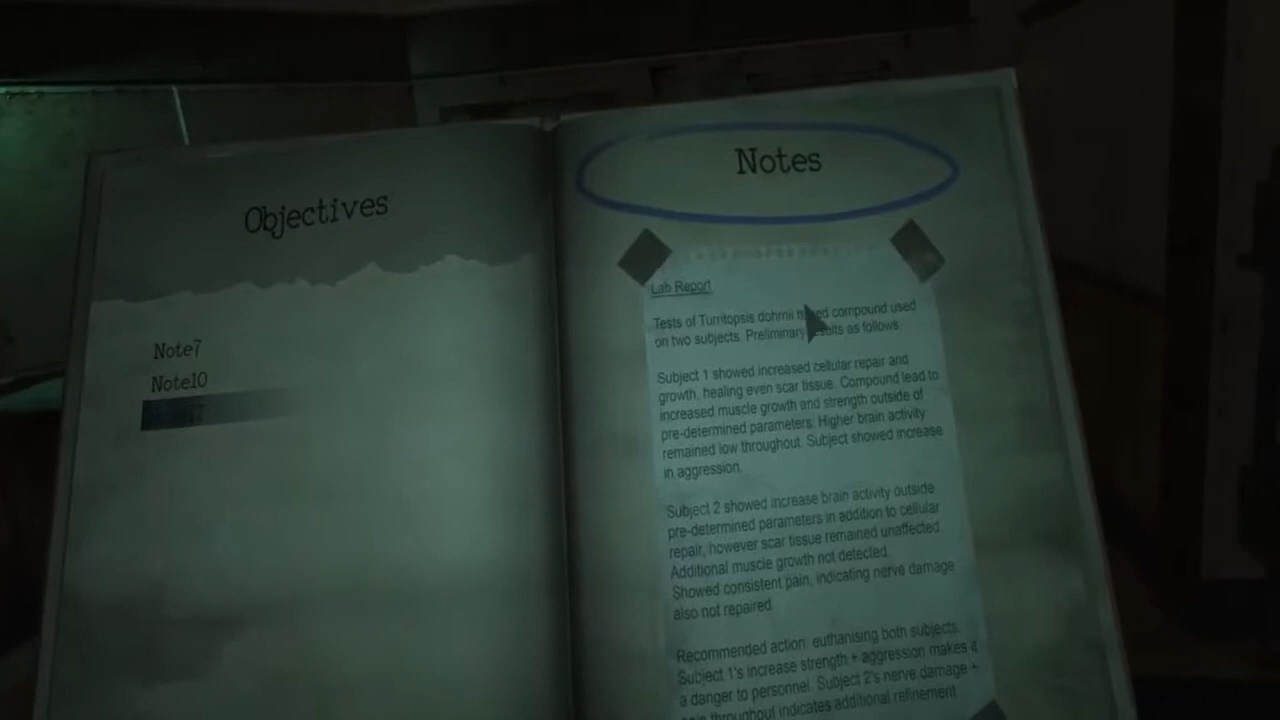 Objectives
Note7
Note10
Notes
Lab Report
Tests of Turritopsis dohrnii compound used
on two subjects. Preliminary results as follows.
Subject 1 showed increased cellular repair and
growth, healing even scar tissue. Compound lead to
increased muscle growth and strength outside of
pre-determined parameters. Higher brain activity
remained low throughout. Subject showed increase
in aggression.
Subject 2 showed increase brain activity outside
pre-determined parameters in addition to cellular
repair, however scar tissue remained unaffected.
Additional muscle growth not detected.
Showed consistent pain, indicating nerve damage
also not repaired.
Recommended action: euthanising both subjects.
Subject 1's increase strength + aggression makes it
a danger to personnel. Subject 2's nerve damage +
throughout indicates additional refinement